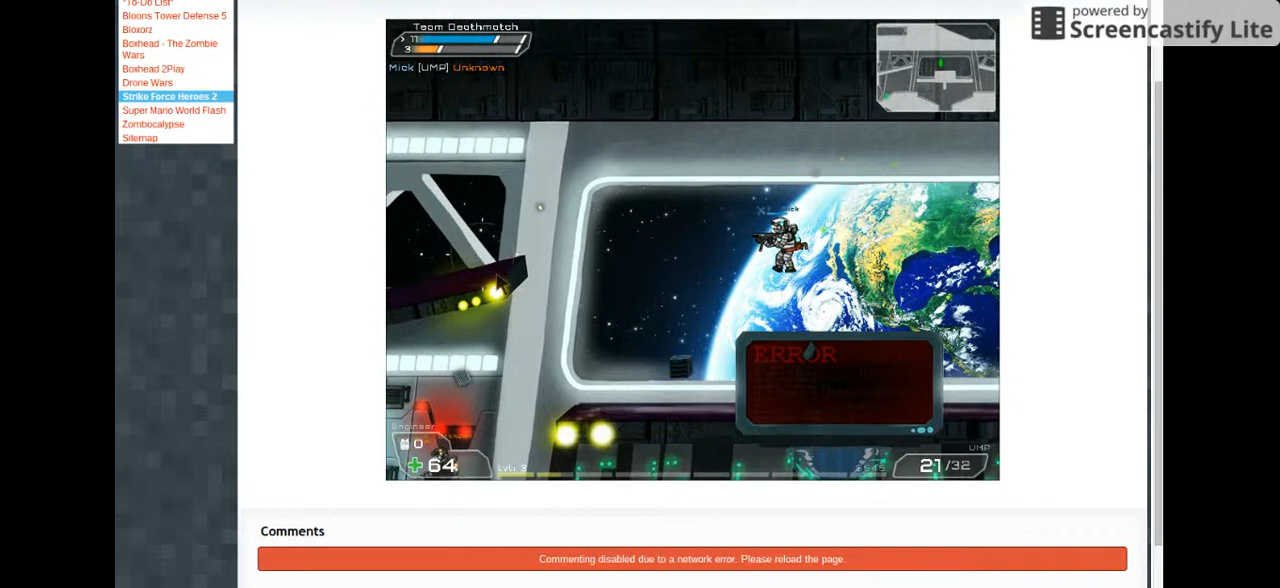 "To-Do List"
Bloons Tower Defense 5
Bloxorz
Boxhead - The Zombie
Wars
Boxhead 2Play
Drone Wars
Strike Force Heroes 2
Super Mario World Flash
Zombocalypse
Sitemap
powered by
Screencastify Lite
Team Deathmatch
> 11
3
Mick [UMP] Unknown
ERROR
Engineer
0
64
Lvl: 3
UMP
21/32
Comments
Commenting disabled due to a network error. Please reload the page.